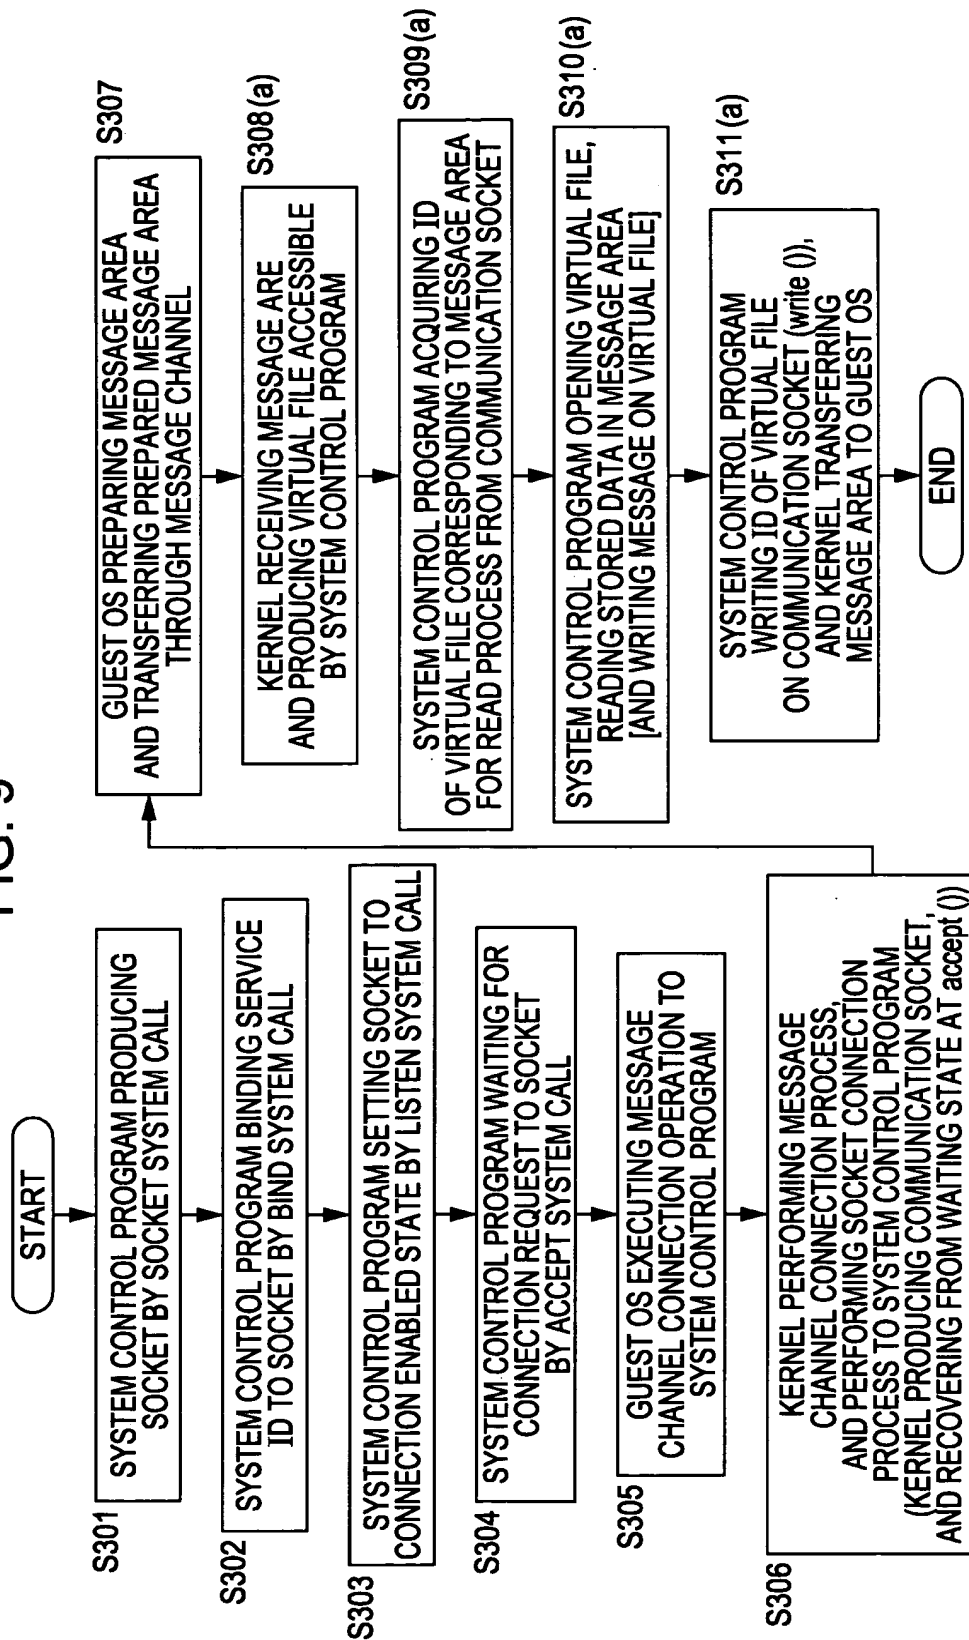 FIG. 9
START
S301
SYSTEM CONTROL PROGRAM PRODUCING
SOCKET BY SOCKET SYSTEM CALL
S302
SYSTEM CONTROL PROGRAM BINDING SERVICE
ID TO SOCKET BY BIND SYSTEM CALL
S303
SYSTEM CONTROL PROGRAM SETTING SOCKET TO
CONNECTION ENABLED STATE BY LISTEN SYSTEM CALL
S304
SYSTEM CONTROL PROGRAM WAITING FOR
CONNECTION REQUEST TO SOCKET
BY ACCEPT SYSTEM CALL
S305
GUEST OS EXECUTING MESSAGE
CHANNEL CONNECTION OPERATION TO
SYSTEM CONTROL PROGRAM
S306
KERNEL PERFORMING MESSAGE
CHANNEL CONNECTION PROCESS,
AND PERFORMING SOCKET CONNECTION
PROCESS TO SYSTEM CONTROL PROGRAM
(KERNEL PRODUCING COMMUNICATION SOCKET,
AND RECOVERING FROM WAITING STATE AT accept ())
S307
GUEST OS PREPARING MESSAGE AREA
AND TRANSFERRING PREPARED MESSAGE AREA
THROUGH MESSAGE CHANNEL
S308(a)
KERNEL RECEIVING MESSAGE ARE
AND PRODUCING VIRTUAL FILE ACCESSIBLE
BY SYSTEM CONTROL PROGRAM
S309(a)
SYSTEM CONTROL PROGRAM ACQUIRING ID
OF VIRTUAL FILE CORRESPONDING TO MESSAGE AREA
FOR READ PROCESS FROM COMMUNICATION SOCKET
S310(a)
SYSTEM CONTROL PROGRAM OPENING VIRTUAL FILE,
READING STORED DATA IN MESSAGE AREA
[AND WRITING MESSAGE ON VIRTUAL FILE]
S311(a)
SYSTEM CONTROL PROGRAM
WRITING ID OF VIRTUAL FILE
ON COMMUNICATION SOCKET (write ()),
AND KERNEL TRANSFERRING
MESSAGE AREA TO GUEST OS
END